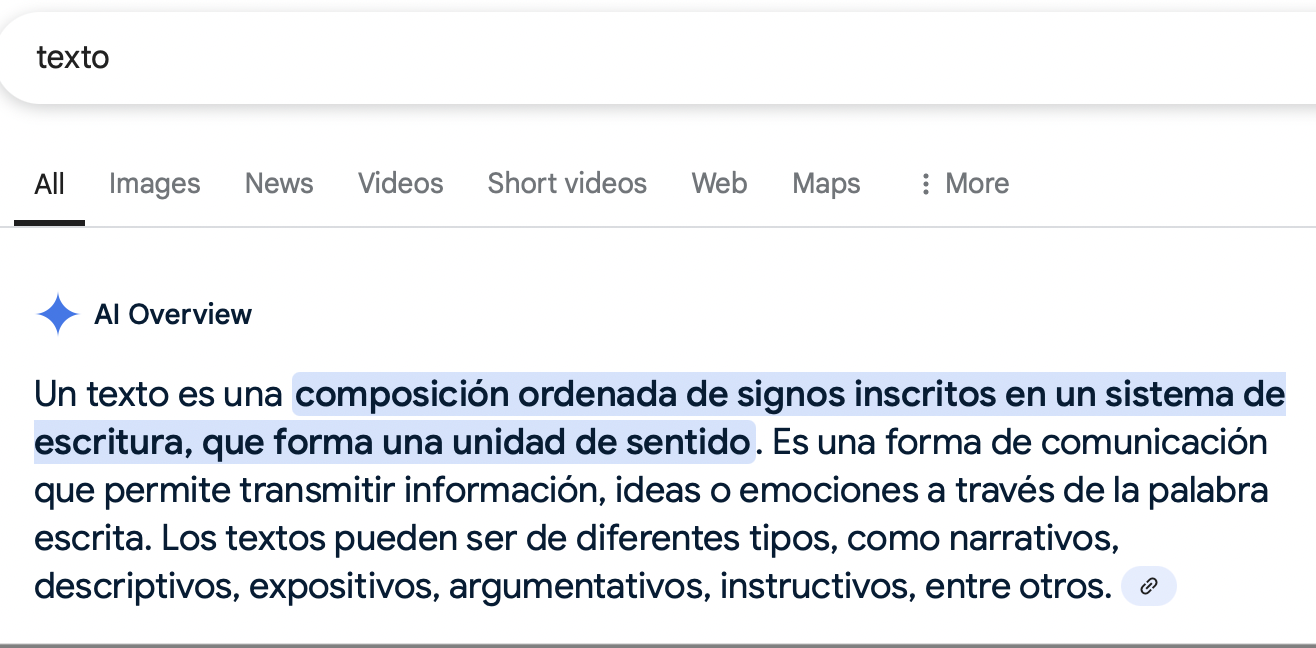 texto
All Images News Videos Short videos Web Maps More
AI Overview
Un texto es una composición ordenada de signos inscritos en un sistema de
escritura, que forma una unidad de sentido. Es una forma de comunicación
que permite transmitir información, ideas o emociones a través de la palabra
escrita. Los textos pueden ser de diferentes tipos, como narrativos,
descriptivos, expositivos, argumentativos, instructivos, entre otros.